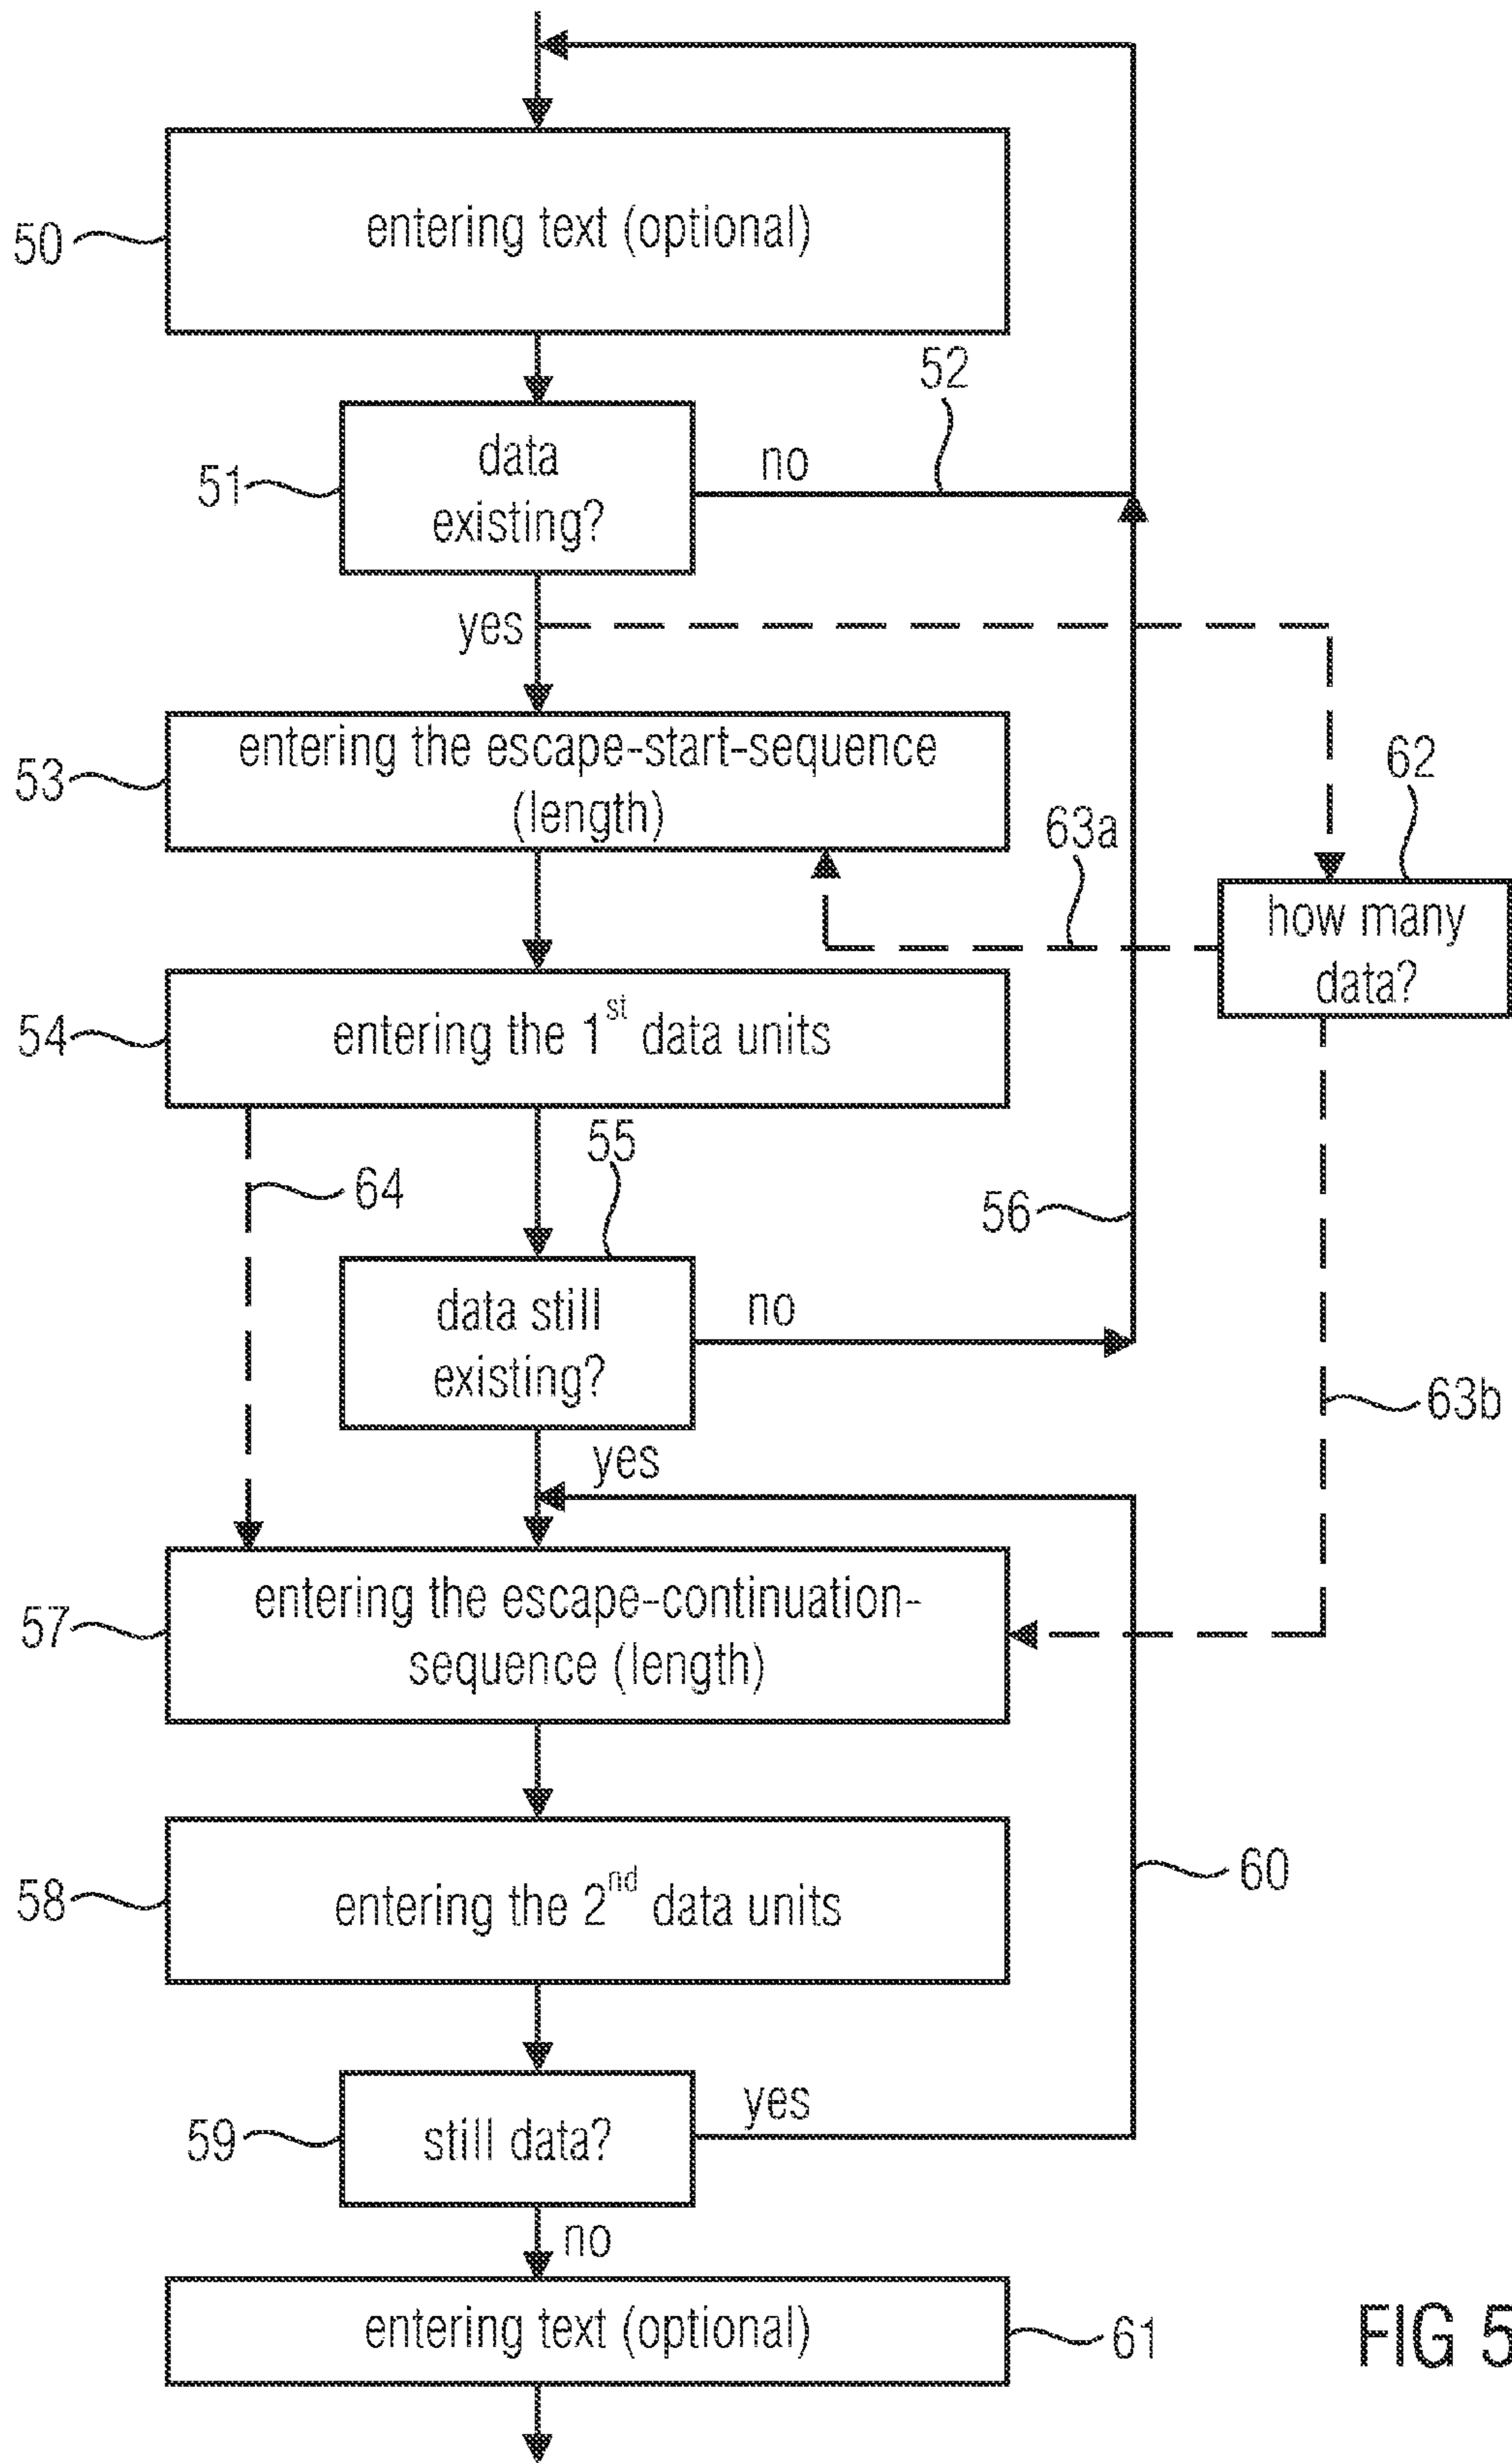 50
entering text (optional)
52
51
data
existing?
no
yes
53
entering the escape-start-sequence
(length)
62
63a
how many
data?
54
entering the 1st data units
55
64
56
data still
existing?
no
63b
yes
57
entering the escape-continuation-
sequence (length)
58
entering the 2nd data units
60
59
still data?
yes
no
entering text (optional)
61
FIG 5